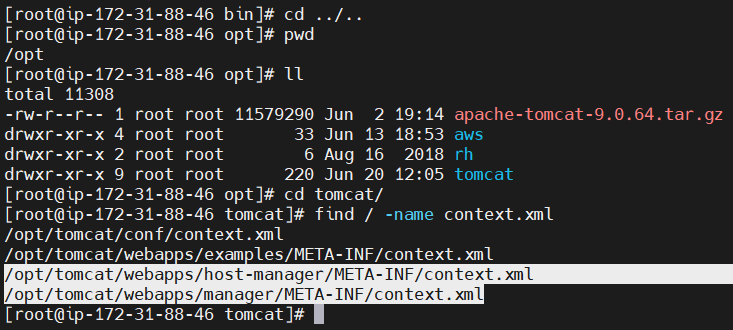 [root@ip-172-31-88-46 bin]# cd ../..
[root@ip-172-31-88-46 opt]# pwd
/opt
[root@ip-172-31-88-46 opt]# ll
total 11308
-rw-r--r-- 1 root root 11579290 Jun  2 19:14 apache-tomcat-9.0.64.tar.gz
drwxr-xr-x 4 root root       33 Jun 13 18:53 aws
drwxr-xr-x 2 root root        6 Aug 16  2018 rh
drwxr-xr-x 9 root root      220 Jun 20 12:05 tomcat
[root@ip-172-31-88-46 opt]# cd tomcat/
[root@ip-172-31-88-46 tomcat]# find / -name context.xml
/opt/tomcat/conf/context.xml
/opt/tomcat/webapps/examples/META-INF/context.xml
/opt/tomcat/webapps/host-manager/META-INF/context.xml
/opt/tomcat/webapps/manager/META-INF/context.xml
[root@ip-172-31-88-46 tomcat]#